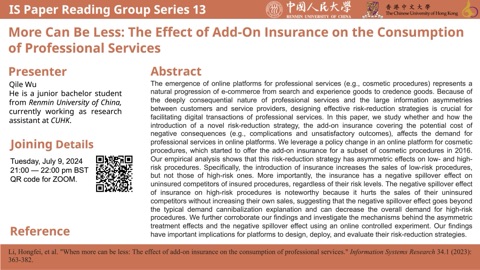 IS Paper Reading Group Series 13
中國人民大學
RENMIN UNIVERSITY OF CHINA
香港中文大學
The Chinese University of Hong Kong
More Can Be Less: The Effect of Add-On Insurance on the Consumption
of Professional Services
Presenter
Qile Wu
He is a junior bachelor student
from Renmin University of China,
currently working as research
assistant at CUHK.
Joining Details
Tuesday, July 9, 2024
21:00 — 22:00 pm BST
QR code for ZOOM.
Reference
Abstract
The emergence of online platforms for professional services (e.g., cosmetic procedures) represents a
natural progression of e-commerce from search and experience goods to credence goods. Because of
the deeply consequential nature of professional services and the large information asymmetries
between customers and service providers, designing effective risk-reduction strategies is crucial for
facilitating digital transactions of professional services. In this paper, we study whether and how the
introduction of a novel risk-reduction strategy, the add-on insurance covering the potential cost of
negative consequences (e.g., complications and unsatisfactory outcomes), affects the demand for
professional services in online platforms. We leverage a policy change in an online platform for cosmetic
procedures, which started to offer the add-on insurance for a subset of cosmetic procedures in 2016.
Our empirical analysis shows that this risk-reduction strategy has asymmetric effects on low- and high-
risk procedures. Specifically, the introduction of insurance increases the sales of low-risk procedures,
but not those of high-risk ones. More importantly, the insurance has a negative spillover effect on
uninsured competitors of insured procedures, regardless of their risk levels. The negative spillover effect
of insurance on high-risk procedures is noteworthy because it hurts the sales of their uninsured
competitors without increasing their own sales, suggesting that the negative spillover effect goes beyond
the typical demand cannibalization explanation and can decrease the overall demand for high-risk
procedures. We further corroborate our findings and investigate the mechanisms behind the asymmetric
treatment effects and the negative spillover effect using an online controlled experiment. Our findings
have important implications for platforms to design, deploy, and evaluate their risk-reduction strategies.
Li, Hongfei, et al. "When more can be less: The effect of add-on insurance on the consumption of professional services." Information Systems Research 34.1 (2023):
363-382.